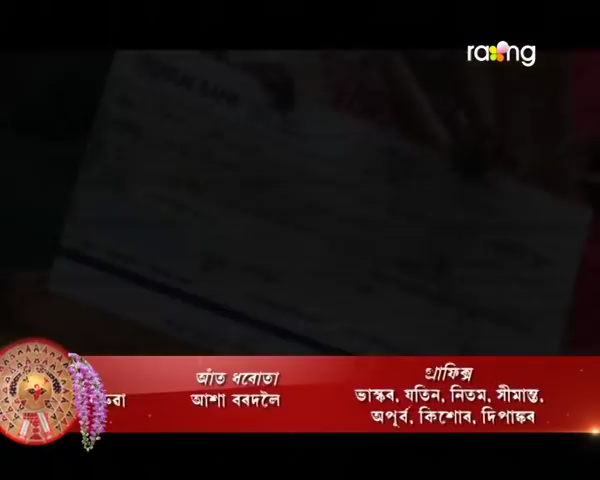 rang
আঁত ধৰোতা
আশা বৰদলৈ
গ্ৰাফিক্স
ভাস্কৰ, যতিন, নিতম, সীমান্ত,
অপূৰ্ব, কিশোৰ, দিপাঙ্কৰ